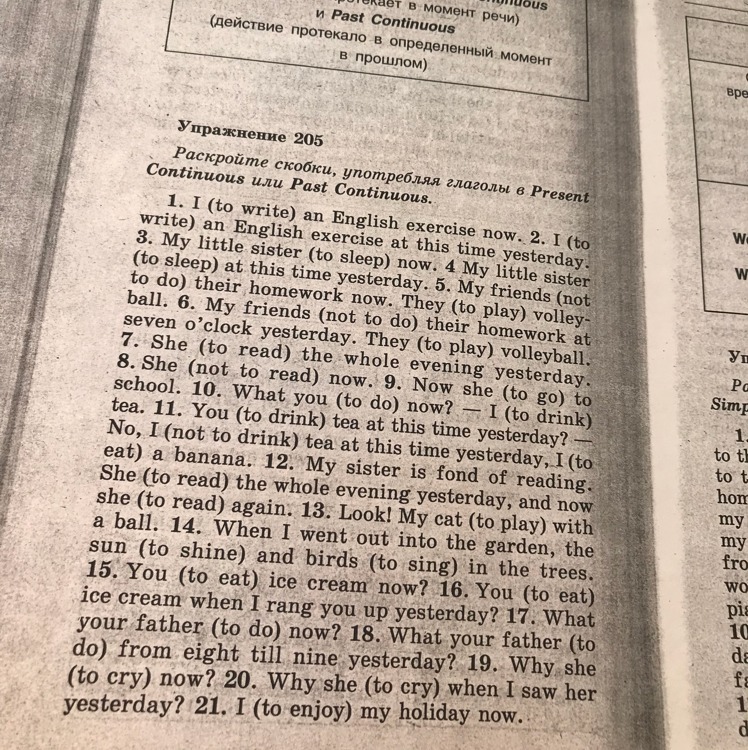 и Past Continuous
(действие протекало в определенный момент
в прошлом)
Упражнение 205
Раскройте скобки, употребляя глаголы в Present
Continuous или Past Continuous.
1. I (to write) an English exercise now. 2. I (to
write) an English exercise at this time yesterday.
3. My little sister (to sleep) now. 4 My little sister
(to sleep) at this time yesterday. 5. My friends (not
to do) their homework now. They (to play) volley-
ball. 6. My friends (not to do) their homework at
seven o'clock yesterday. They (to play) volleyball.
7. She (to read) the whole evening yesterday.
8. She (not to read) now. 9. Now she (to go) to
school. 10. What you (to do) now? — I (to drink)
tea. 11. You (to drink) tea at this time yesterday? —
No, I (not to drink) tea at this time yesterday, I (to
eat) a banana. 12. My sister is fond of reading.
She (to read) the whole evening yesterday, and now
she (to read) again. 13. Look! My cat (to play) with
a ball. 14. When I went out into the garden, the
sun (to shine) and birds (to sing) in the trees.
15. You (to eat) ice cream now? 16. You (to eat)
ice cream when I rang you up yesterday? 17. What
your father (to do) now? 18. What your father (to
do) from eight till nine yesterday? 19. Why she
(to cry) now? 20. Why she (to cry) when I saw her
yesterday? 21. I (to enjoy) my holiday now.